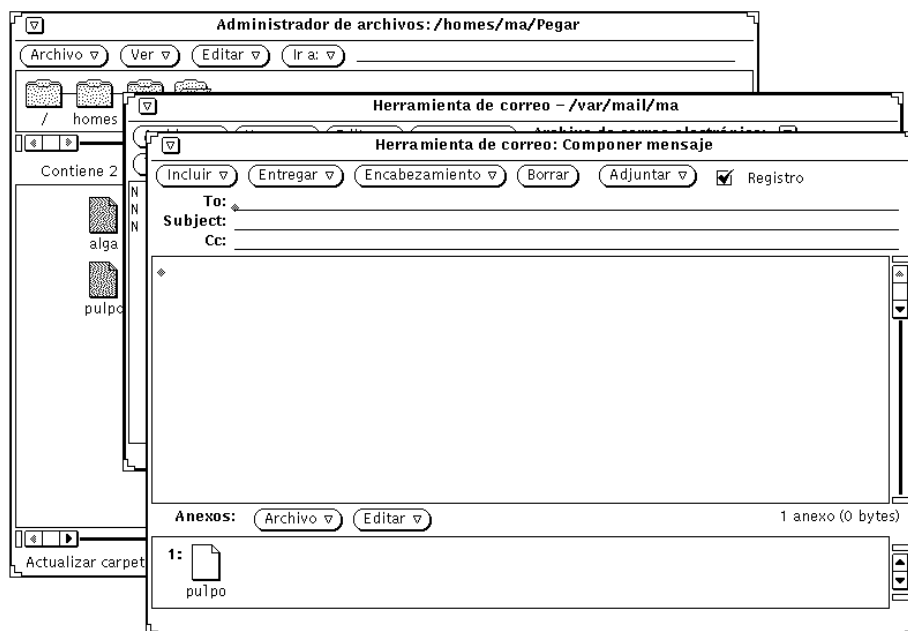 Administrador de archivos: /homes/ma/Pegar
Archivo Ver Editar Ir a:
/ homes
Herramienta de correo – /var/mail/ma
Contiene 2
N
N
N
alga
pulpo
Actualizar carpet
Herramienta de correo: Componer mensaje
Incluir Entregar Encabezamiento Borrar Adjuntar Registro
To:
Subject:
Cc:
Anexos: Archivo Editar 1 anexo (0 bytes)
1:
pulpo